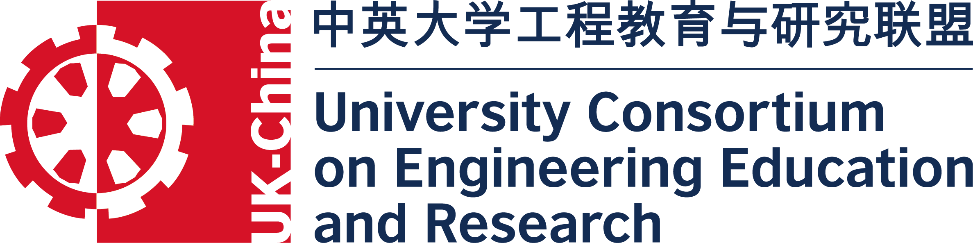 UK-China
中英大学工程教育与研究联盟
University Consortium
on Engineering Education
and Research